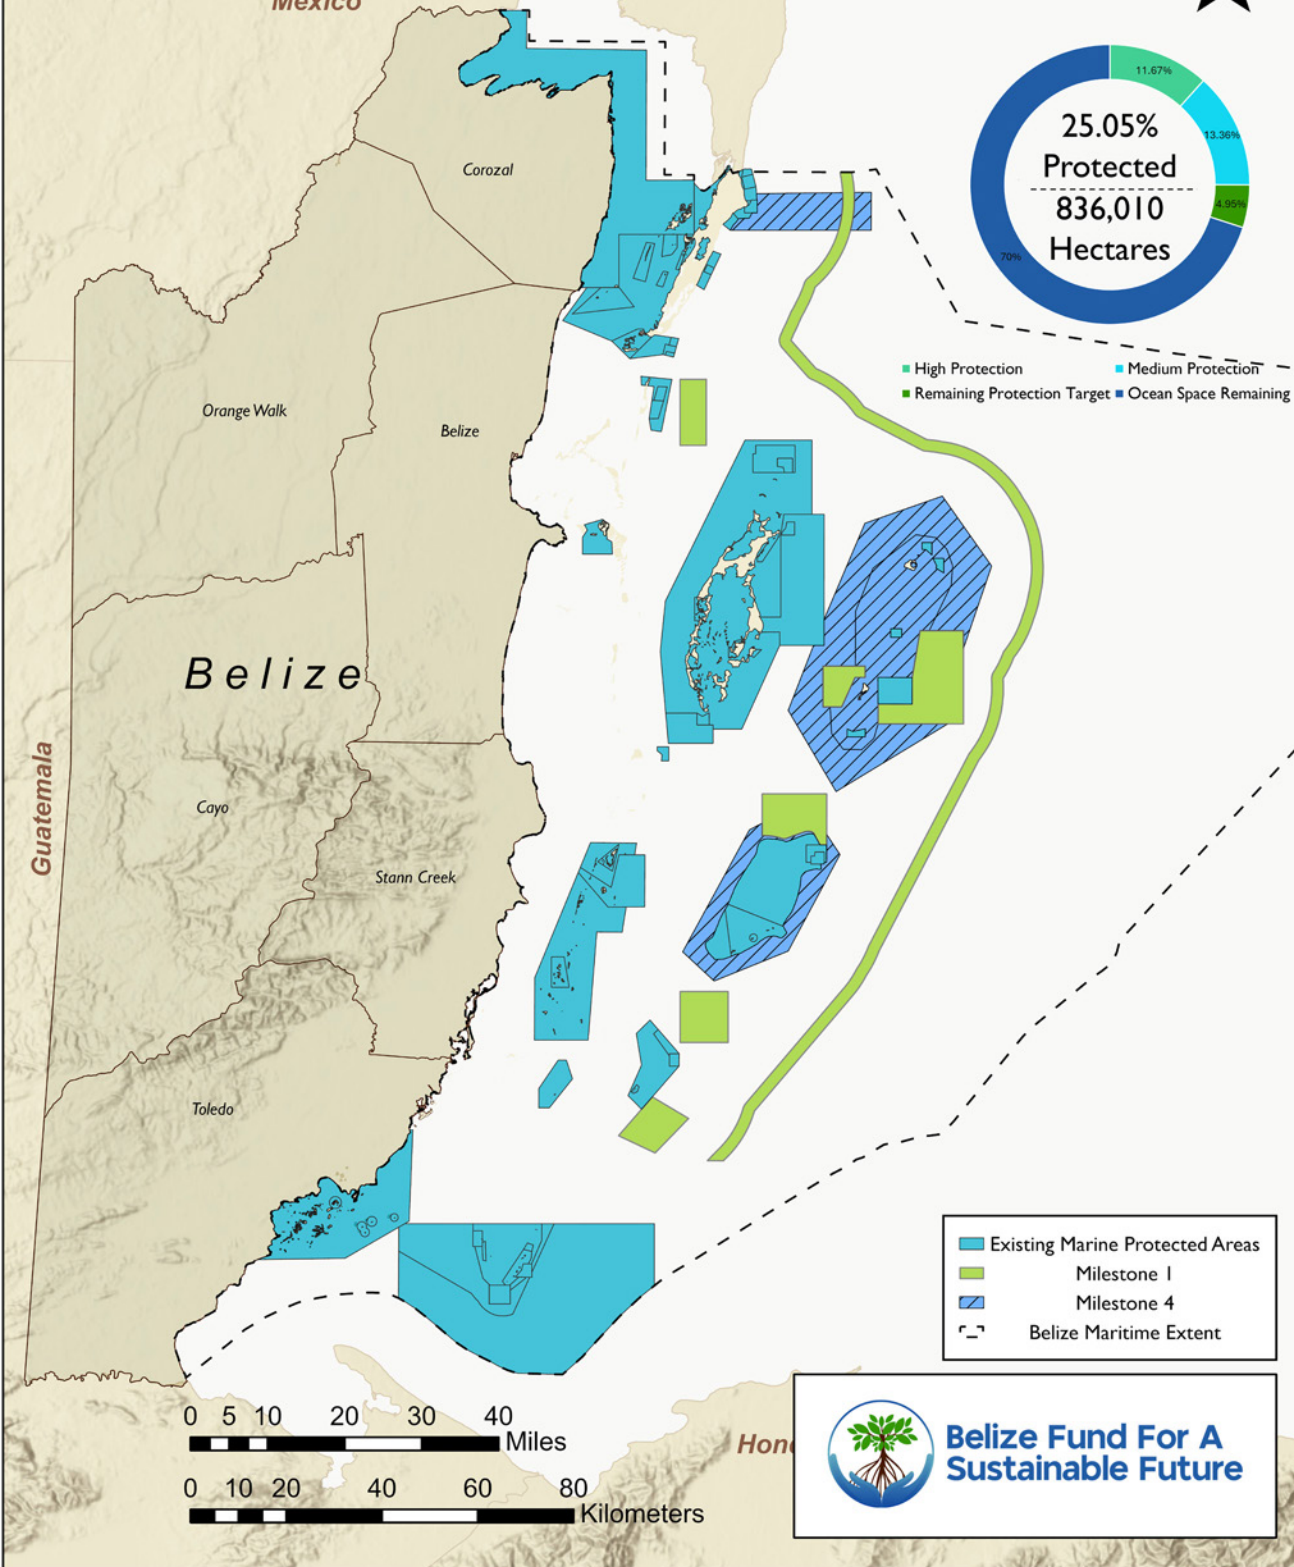 Mexico
11.67%
25.05%
Protected
13.36%
836,010
Hectares
4.95%
70%
High Protection
Medium Protection
Remaining Protection Target
Ocean Space Remaining
Corozal
Orange Walk
Belize
Belize
Guatemala
Cayo
Stann Creek
Toledo
Existing Marine Protected Areas
Milestone 1
Milestone 4
Belize Maritime Extent
0 5 10 20 30 40
Miles
0 10 20 40 60 80
Kilometers
Hon
Belize Fund For A
Sustainable Future